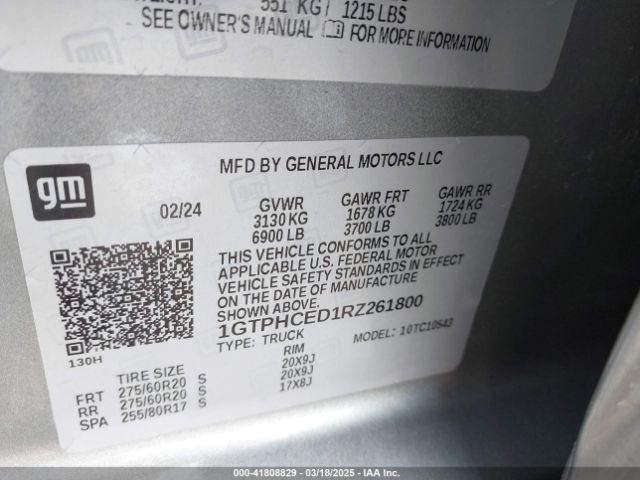 551 KG / 1215 LBS
SEE OWNER'S MANUAL FOR MORE INFORMATION
MFD BY GENERAL MOTORS LLC
gm
02/24
GVWR GAWR FRT GAWR RR
3130 KG 1678 KG 1724 KG
6900 LB 3700 LB 3800 LB
THIS VEHICLE CONFORMS TO ALL
APPLICABLE U.S. FEDERAL MOTOR
VEHICLE SAFETY STANDARDS IN EFFECT
ON THE DATE OF MANUFACTURE
SHOWN ABOVE.
1GTPHCED1RZ261800
TYPE: TRUCK MODEL: 10TC10543
130H
TIRE SIZE RIM
FRT 275/60R20 S 20X9J
RR 275/60R20 S 20X9J
SPA 255/80R17 S 17X8J
000-41808829 — 03/18/2025 — IAA Inc.